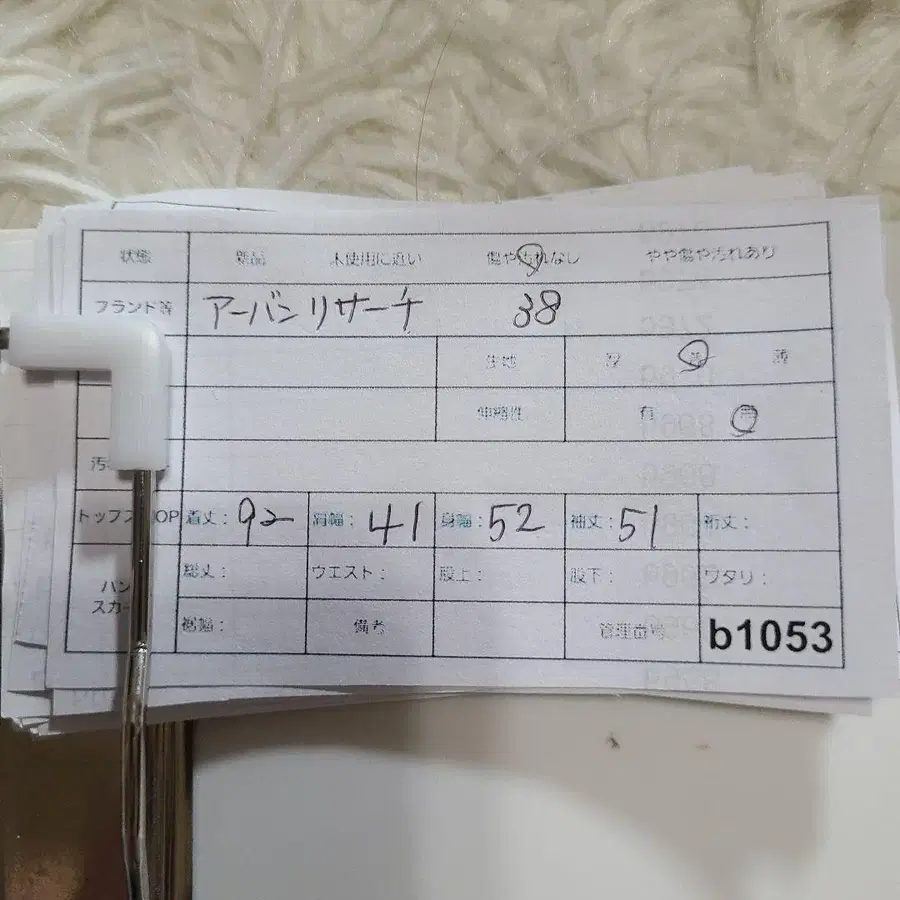 状態 新品 未使用に近い 傷や汚れなし やや傷や汚れあり
ブランド等 アーバンリサーチ 38
生地 厚 普 薄
伸縮性 有 無
汚
トップス OP 着丈: 92 肩幅: 41 身幅: 52 袖丈: 51 裄丈:
総丈: ウエスト: 股上: 股下: ワタリ:
パン
スカー
裾幅: 備考 管理番号 b1053